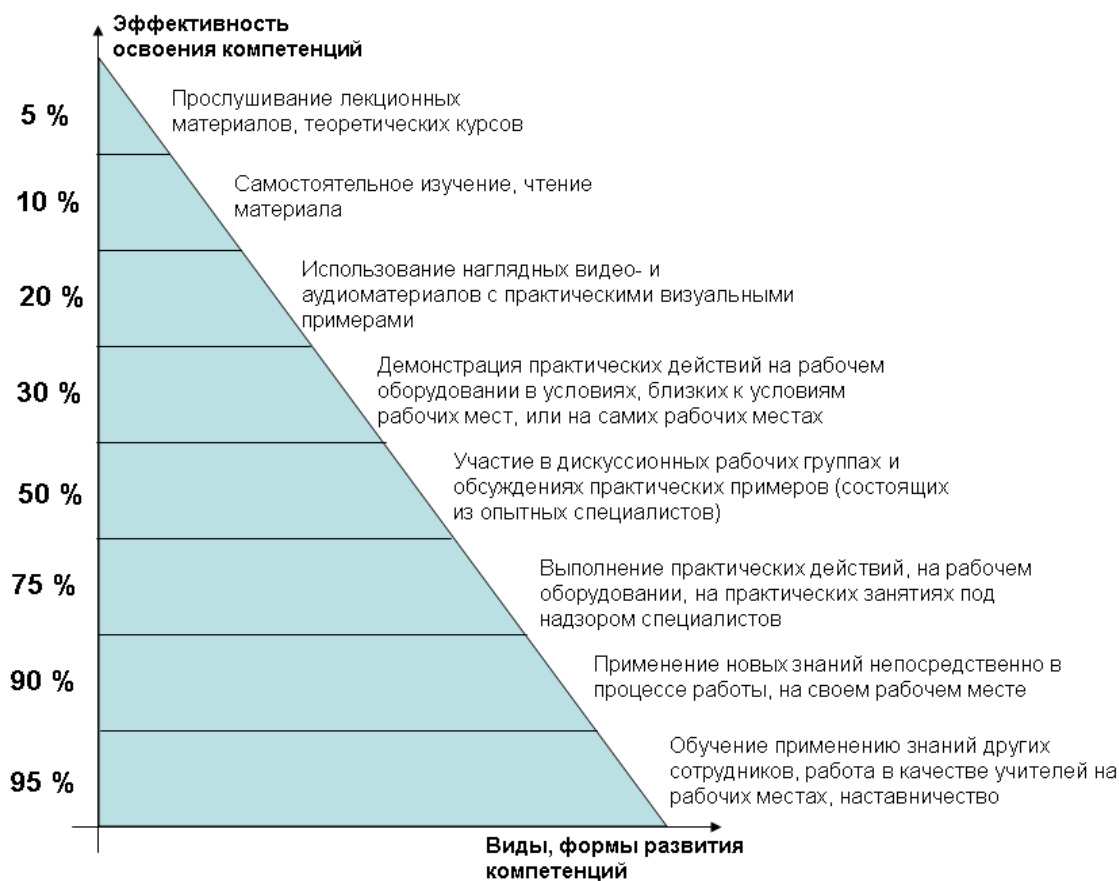 Эффективность
освоения компетенций
5 %
Прослушивание лекционных
материалов, теоретических курсов
10 %
Самостоятельное изучение, чтение
материала
20 %
Использование наглядных видео- и
аудиоматериалов с практическими визуальными
примерами
30 %
Демонстрация практических действий на рабочем
оборудовании в условиях, близких к условиям
рабочих мест, или на самих рабочих местах
50 %
Участие в дискуссионных рабочих группах и
обсуждениях практических примеров (состоящих
из опытных специалистов)
75 %
Выполнение практических действий, на рабочем
оборудовании, на практических занятиях под
надзором специалистов
90 %
Применение новых знаний непосредственно в
процессе работы, на своем рабочем месте
95 %
Обучение применению знаний других
сотрудников, работа в качестве учителей на
рабочих местах, наставничество
Виды, формы развития
компетенций